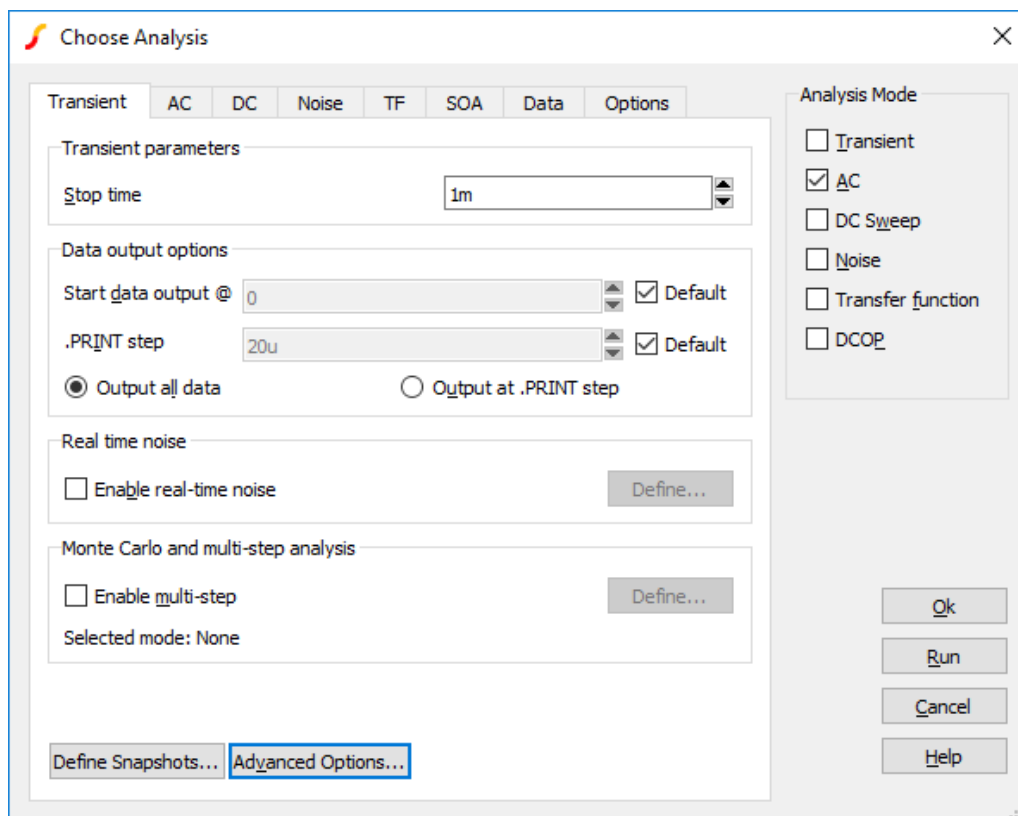 Choose Analysis
Transient AC DC Noise TF SOA Data Options
Transient parameters
Stop time 1m
Data output options
Start data output @ 0 Default
.PRINT step 20u Default
Output all data Output at .PRINT step
Real time noise
Enable real-time noise Define...
Monte Carlo and multi-step analysis
Enable multi-step Define...
Selected mode: None
Define Snapshots... Advanced Options...
Analysis Mode
Transient
AC
DC Sweep
Noise
Transfer function
DCOP
Ok
Run
Cancel
Help